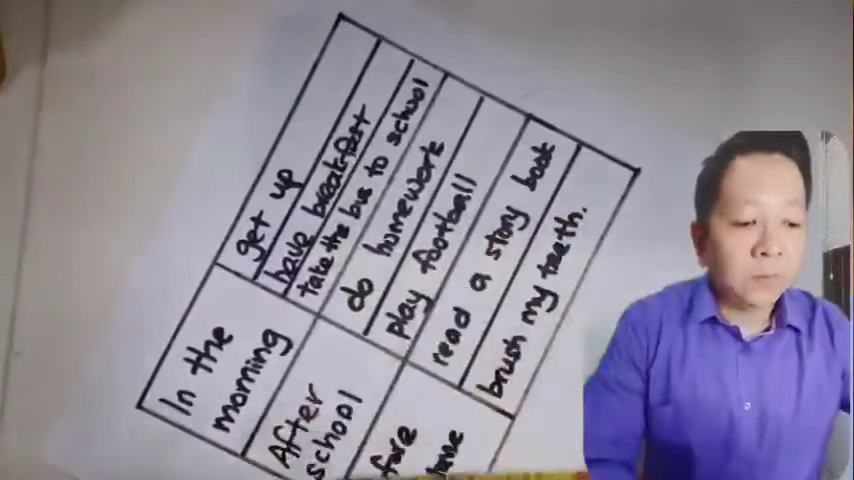 In the
morning
get up
have breakfast
take the bus to school
After
school
do homework
play football
fore
read a story book
brush my teeth.